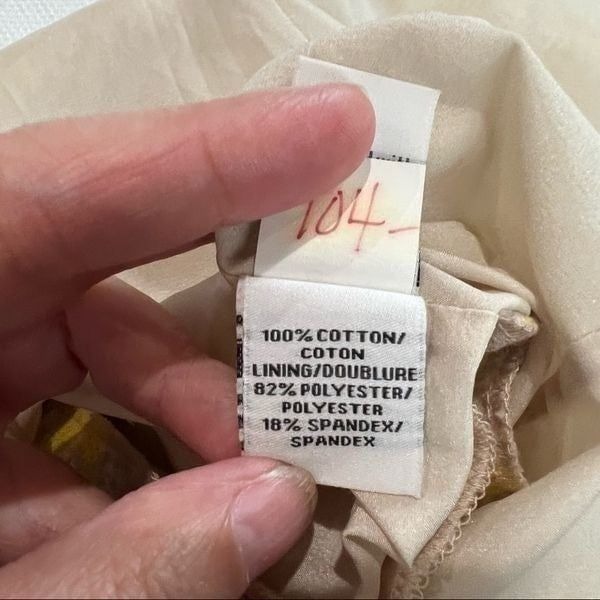 104-
100% COTTON/
COTON
LINING/DOUBLURE
82% POLYESTER/
POLYESTER
18% SPANDEX/
SPANDEX